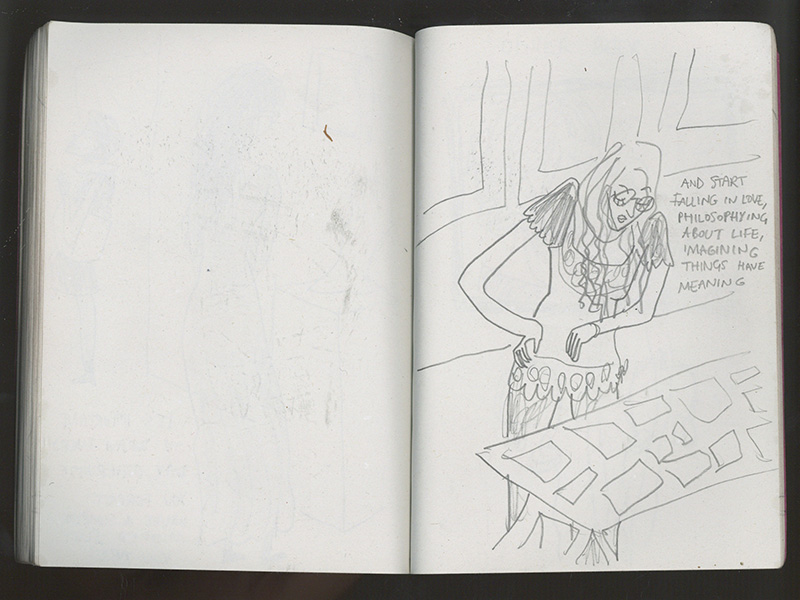 AND START
FALLING IN LOVE,
PHILOSOPHYING
ABOUT LIFE,
IMAGINING
THINGS HAVE
MEANING